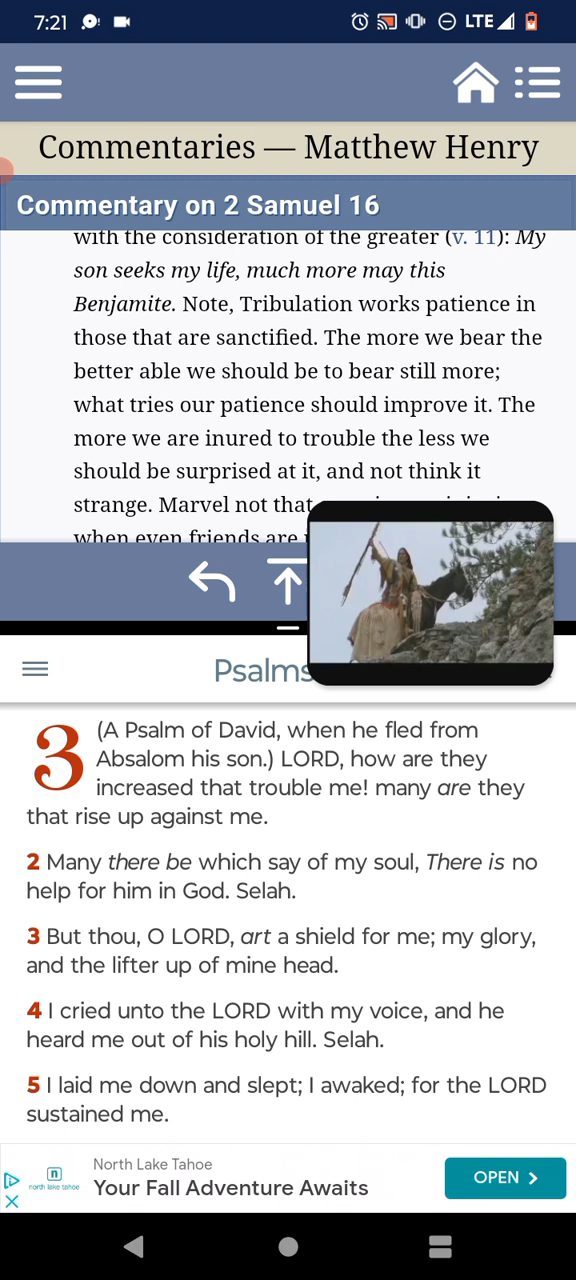 7:21
LTE
Commentaries — Matthew Henry
Commentary on 2 Samuel 16
with the consideration of the greater (v. 11): My
son seeks my life, much more may this
Benjamite. Note, Tribulation works patience in
those that are sanctified. The more we bear the
better able we should be to bear still more;
what tries our patience should improve it. The
more we are inured to trouble the less we
should be surprised at it, and not think it
strange. Marvel not that
when even friends are
Psalms
3 (A Psalm of David, when he fled from
Absalom his son.) LORD, how are they
increased that trouble me! many are they
that rise up against me.
2 Many there be which say of my soul, There is no
help for him in God. Selah.
3 But thou, O LORD, art a shield for me; my glory,
and the lifter up of mine head.
4 I cried unto the LORD with my voice, and he
heard me out of his holy hill. Selah.
5 I laid me down and slept; I awaked; for the LORD
sustained me.
North Lake Tahoe
n
north lake tahoe
Your Fall Adventure Awaits
OPEN